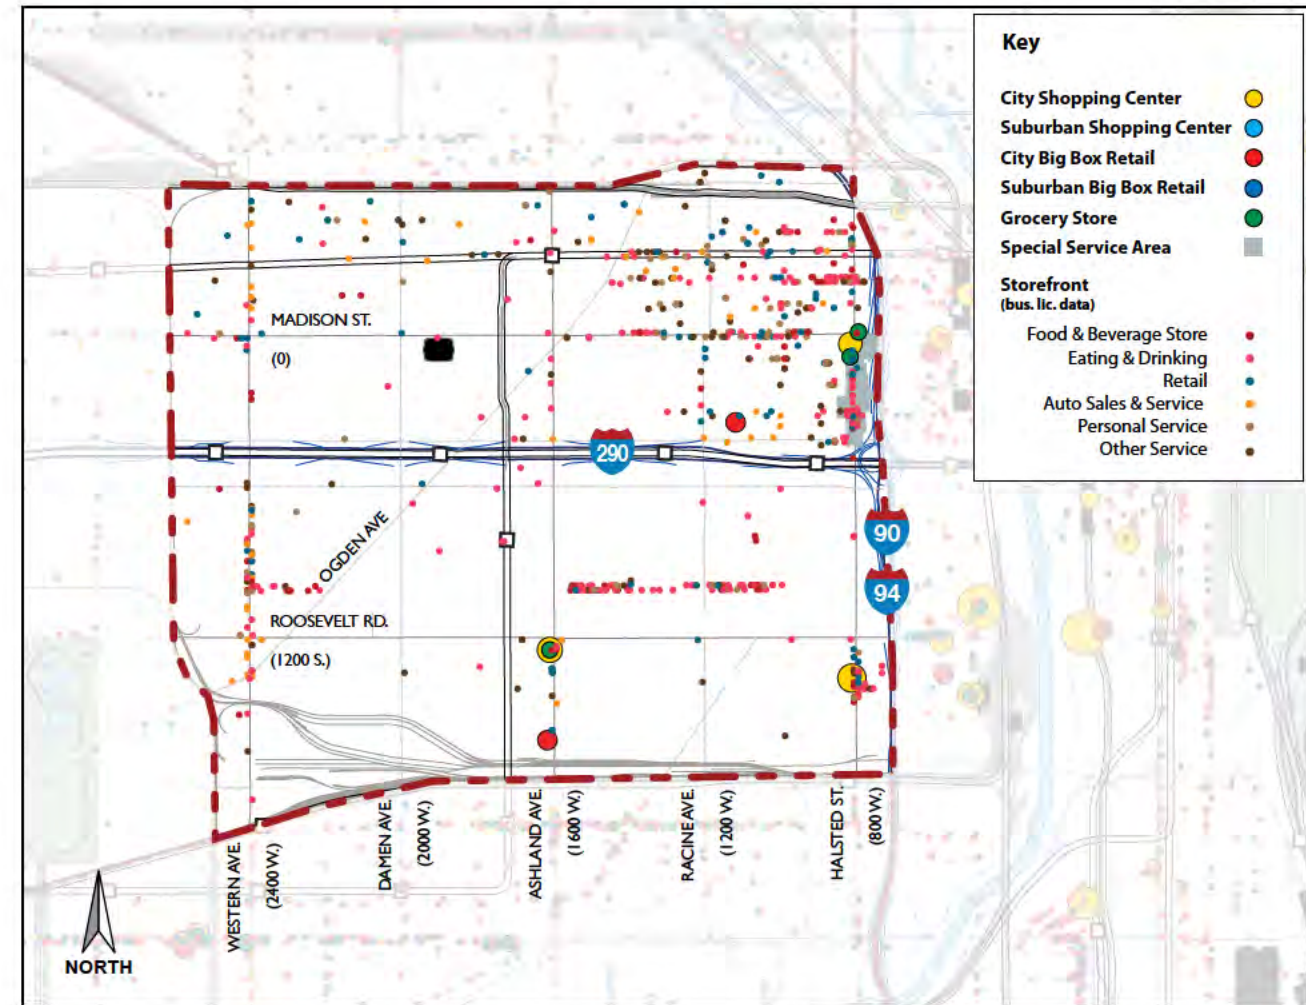 Key
City Shopping Center
Suburban Shopping Center
City Big Box Retail
Suburban Big Box Retail
Grocery Store
Special Service Area
Storefront
(bus. lic. data)
Food & Beverage Store
Eating & Drinking
Retail
Auto Sales & Service
Personal Service
Other Service
MADISON ST.
(0)
290
OGDEN AVE
90
94
ROOSEVELT RD.
(1200 S.)
WESTERN AVE.
(2400 W.)
DAMEN AVE.
(2000 W.)
ASHLAND AVE.
(1600 W.)
RACINE AVE.
(1200 W.)
HALSTED ST.
(800 W.)
NORTH